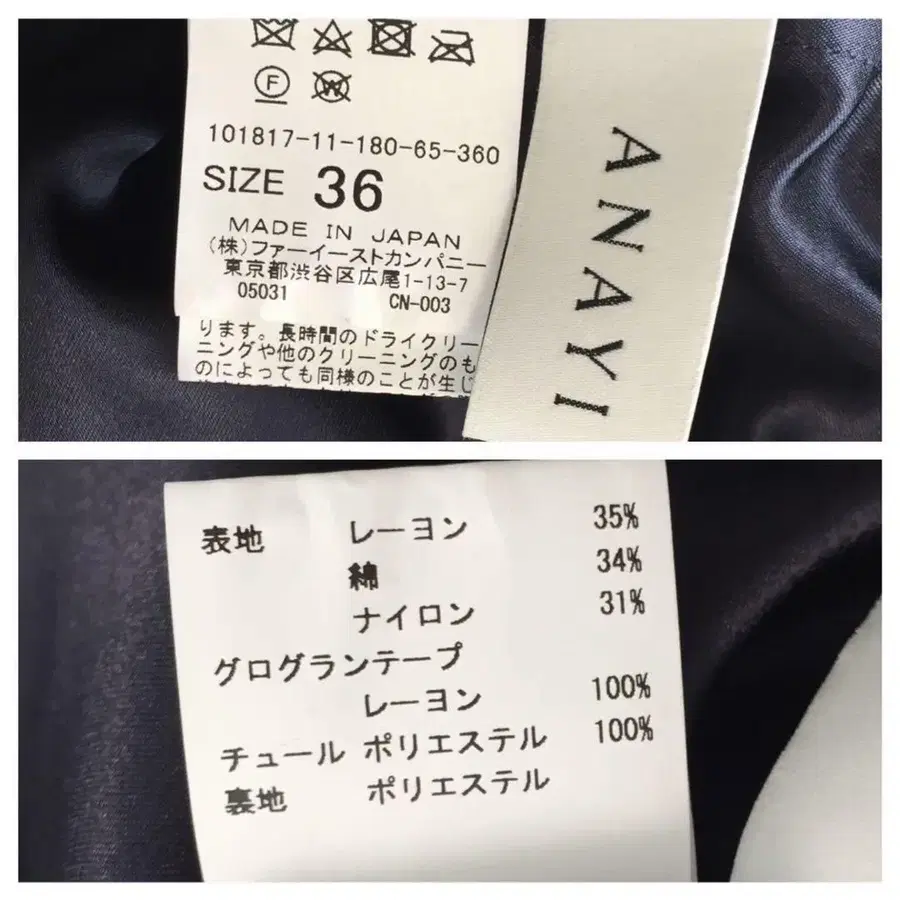 F
W
101817-11-180-65-360
SIZE 36
MADE IN JAPAN
(株)ファーイーストカンパニー
東京都渋谷区広尾1-13-7
05031 CN-003
ります。長時間のドライクリー
ニングや他のクリーニングのも
のによっても同様のことが生じ
ANAYI
表地 レーヨン 35%
綿 34%
ナイロン 31%
グログランテープ
レーヨン 100%
チュール ポリエステル 100%
裏地 ポリエステル